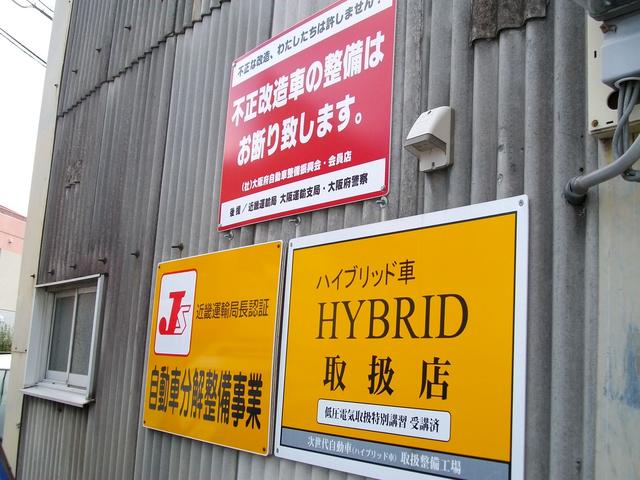 不正な改造、わたしたちは許しません!
不正改造車の整備は
お断り致します。
(社)大阪府自動車整備振興会・会員店
後援/近畿運輸局 大阪運輸支局・大阪府警察
JS
近畿運輸局長認証
自動車分解整備事業
ハイブリッド車
HYBRID
取扱店
低圧電気取扱特別講習 受講済
次世代自動車(ハイブリッド車)取扱整備工場